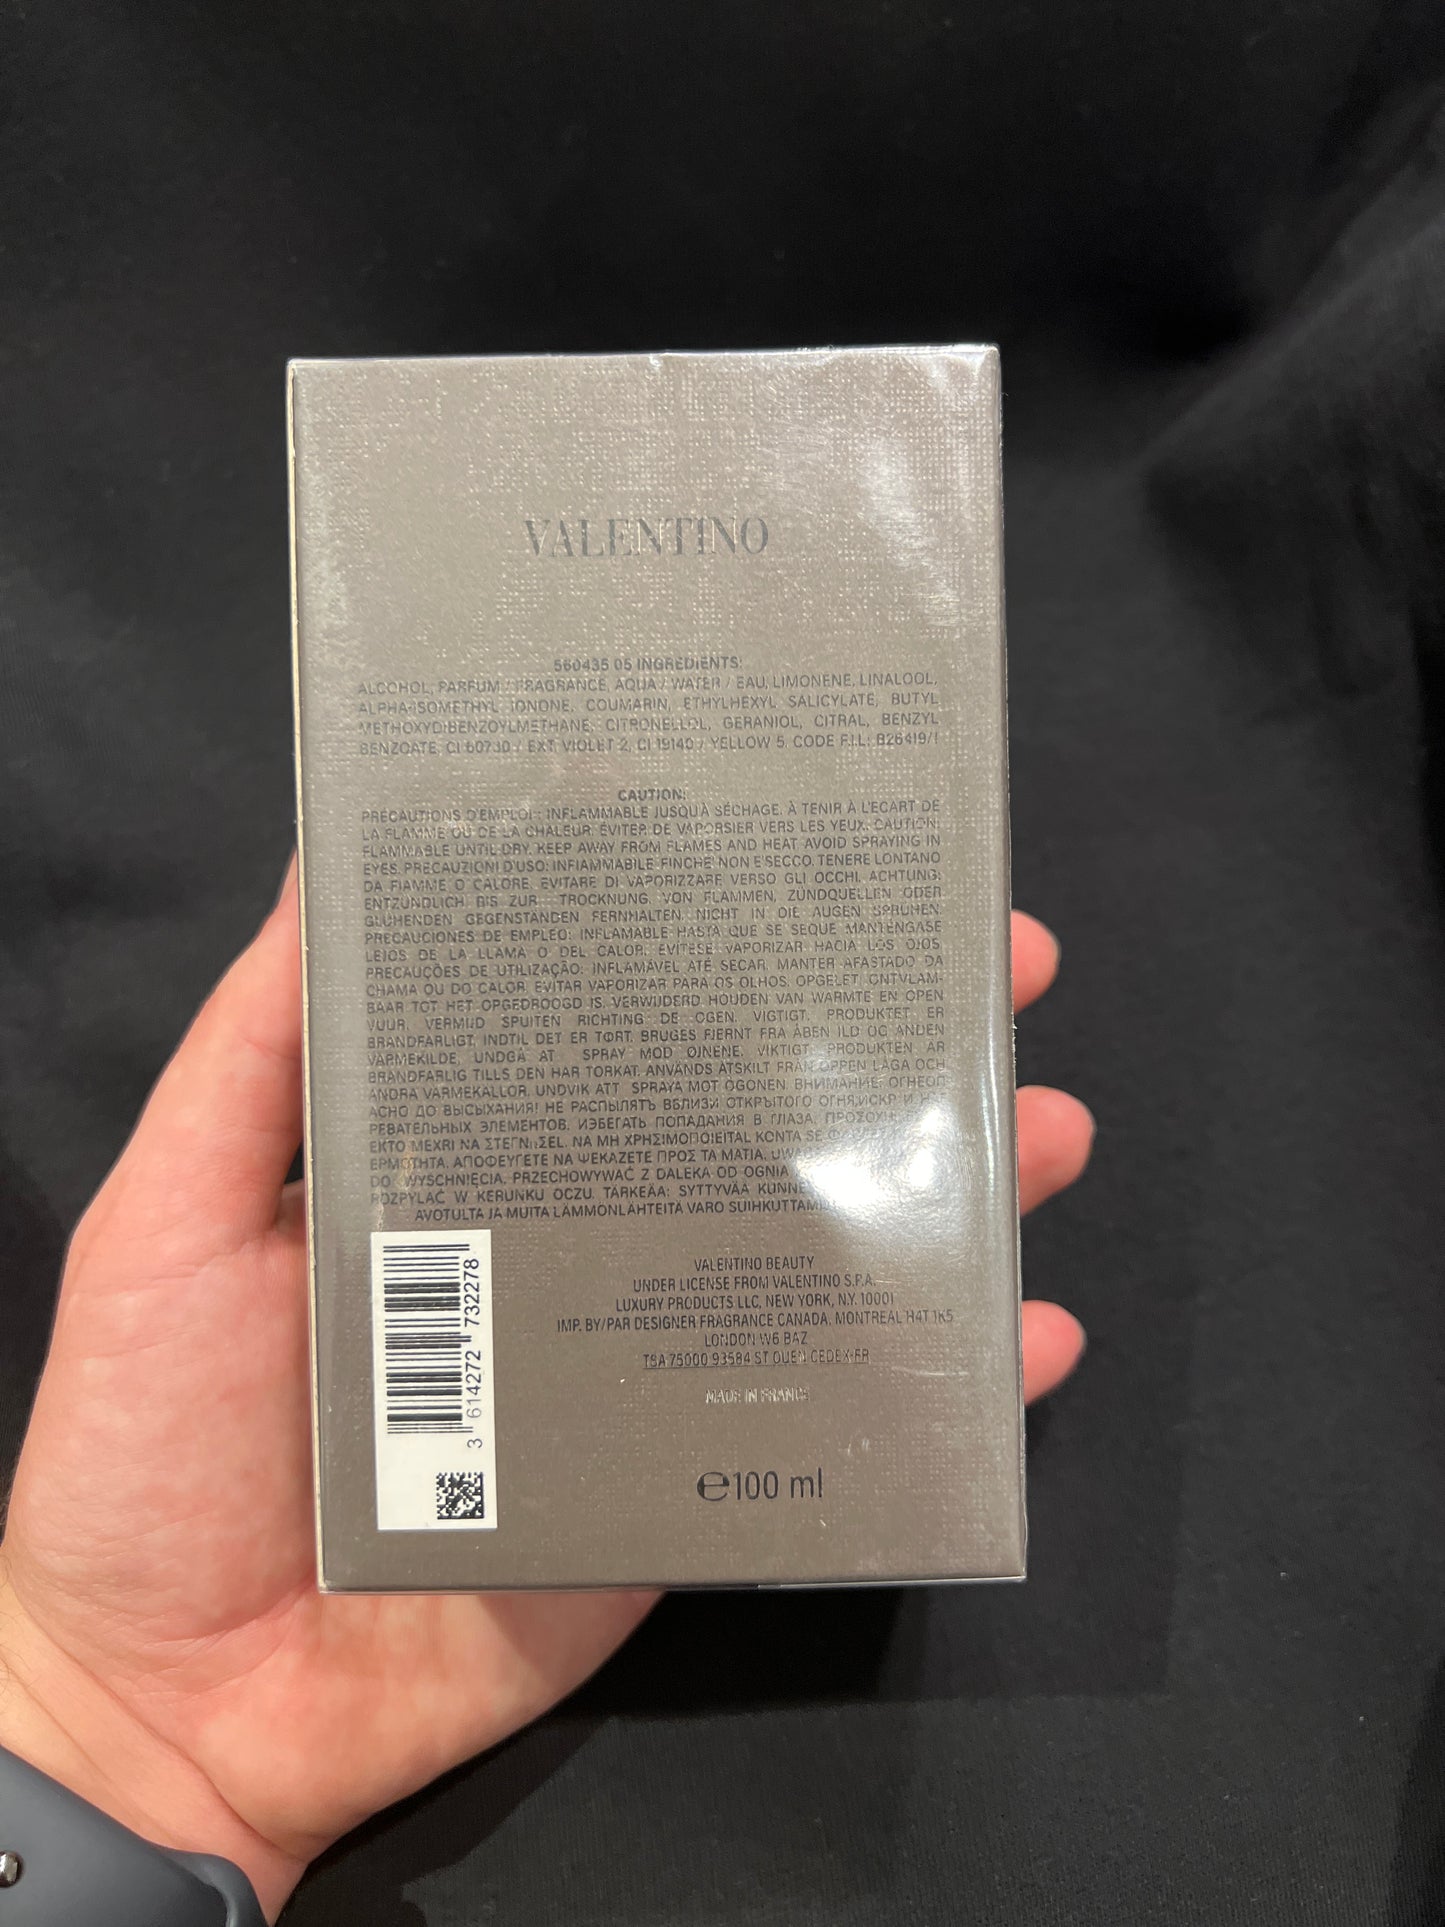 VALENTINO
560435 05 INGREDIENTS:
ALCOHOL, PARFUM / FRAGRANCE, AQUA / WATER / EAU, LIMONENE, LINALOOL,
ALPHA-ISOMETHYL IONONE, COUMARIN, ETHYLHEXYL SALICYLATE, BUTYL
METHOXYDIBENZOYLMETHANE, CITRONELLOL, GERANIOL, CITRAL, BENZYL
BENZOATE, CI 60730 / EXT. VIOLET 2, CI 19140 / YELLOW 5. CODE F.I.L: B26419/1
CAUTION:
PRÉCAUTIONS D'EMPLOI : INFLAMMABLE JUSQU'À SÉCHAGE. À TENIR À L'ÉCART DE
LA FLAMME OU DE LA CHALEUR. ÉVITER DE VAPORSIER VERS LES YEUX. CAUTION:
FLAMMABLE UNTIL DRY. KEEP AWAY FROM FLAMES AND HEAT AVOID SPRAYING IN
EYES. PRECAUZIONI D'USO: INFIAMMABILE FINCHE' NON E'SECCO. TENERE LONTANO
DA FIAMME O CALORE. EVITARE DI VAPORIZZARE VERSO GLI OCCHI. ACHTUNG:
ENTZÜNDLICH BIS ZUR TROCKNUNG. VON FLAMMEN, ZÜNDQUELLEN ODER
GLÜHENDEN GEGENSTÄNDEN FERNHALTEN. NICHT IN DIE AUGEN SPRÜHEN.
PRECAUCIONES DE EMPLEO: INFLAMABLE HASTA QUE SE SEQUE MANTÉNGASE
LEJOS DE LA LLAMA O DEL CALOR. EVÍTESE VAPORIZAR HACIA LOS OJOS.
PRECAUÇÕES DE UTILIZAÇÃO: INFLAMÁVEL ATÉ SECAR. MANTER AFASTADO DA
CHAMA OU DO CALOR. EVITAR VAPORIZAR PARA OS OLHOS. OPGELET, ONTVLAM-
BAAR TOT HET OPGEDROOGD IS. VERWIJDERD HOUDEN VAN WARMTE EN OPEN
VUUR. VERMIJD SPUITEN RICHTING DE OGEN. VIGTIGT. PRODUKTET ER
BRANDFARLIGT, INDTIL DET ER TØRT. BRUGES FJERNT FRA ÅBEN ILD OG ANDEN
VARMEKILDE, UNDGÅ AT SPRAY MOD ØJNENE. VIKTIGT. PRODUKTEN ÄR
BRANDFARLIG TILLS DEN HAR TORKAT. ANVÄNDS ÅTSKILT FRÅN ÖPPEN LÅGA OCH
ANDRA VÄRMEKÄLLOR. UNDVIK ATT SPRAYA MOT ÖGONEN. ВНИМАНИЕ: ОГНЕОП
АСНО ДО ВЫСЫХАНИЯ! НЕ РАСПЫЛЯТЬ ВБЛИЗИ ОТКРЫТОГО ОГНЯ,ИСКР И
РЕВАТЕЛЬНЫХ ЭЛЕМЕНТОВ. ИЗБЕГАТЬ ПОПАДАНИЯ В ГЛАЗА.
ΜΕΧΡΙ ΝΑ ΝΑ ΜΗ ΚΟΝΤΑ ΣΕ
ΑΠΟΦΕΥΓΕΤΕ ΝΑ ΨΕΚΑΖΕΤΕ ΠΡΟΣ ΤΑ ΜΑΤΙΑ.
DO WYSCHNIĘCIA. PRZECHOWYWAĆ Z DALEKA OD OGNIA
ROZPYLAĆ W KERUNKU OCZU. TÄRKEÄÄ: SYTTYVÄÄ
AVOTULTA JA MUITA LÄMMÖNLÄHTEITÄ VARO
VALENTINO BEAUTY
UNDER LICENSE FROM VALENTINO S.P.A.
LUXURY PRODUCTS LLC, NEW YORK, N.Y. 10001
IMP. BY/PAR DESIGNER FRAGRANCE CANADA, MONTREAL H4T 1K5
LONDON W6 8AZ
TSA 75000 93584 ST OUEN CEDEX-FR
MADE IN FRANCE
℮100 ml
3 614272 732278